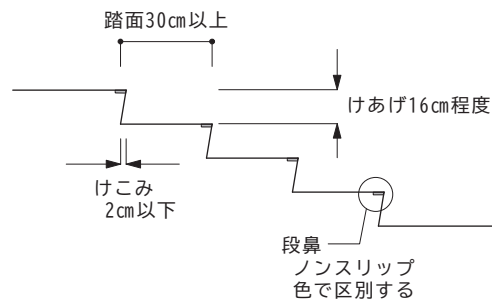 踏面30㎝以上
けあげ16㎝程度
けこみ
2㎝以下
段鼻
ノンスリップ
色で区別する